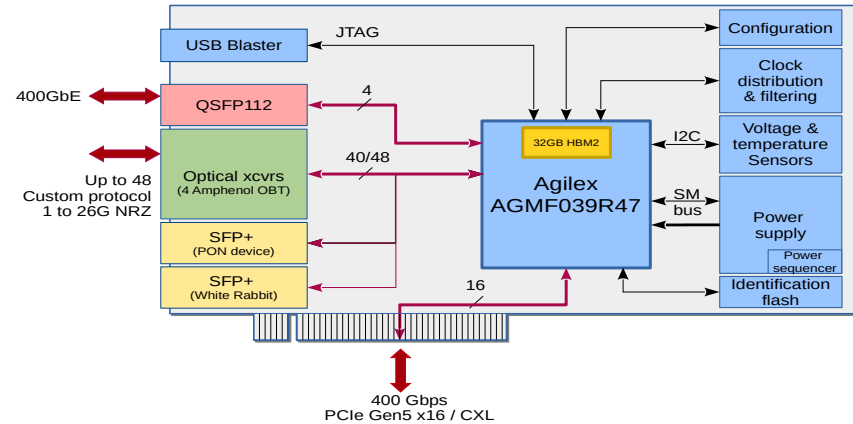 USB Blaster
JTAG
Configuration
400GbE
QSFP112
4
Clock
distribution
& filtering
32GB HBM2
I2C
Voltage &
temperature
Sensors
Optical xcvrs
(4 Amphenol OBT)
40/48
Up to 48
Custom protocol
1 to 26G NRZ
Agilex
AGMF039R47
SM
bus
Power
supply
Power
sequencer
SFP+
(PON device)
SFP+
(White Rabbit)
16
Identification
flash
400 Gbps
PCIe Gen5 x16 / CXL